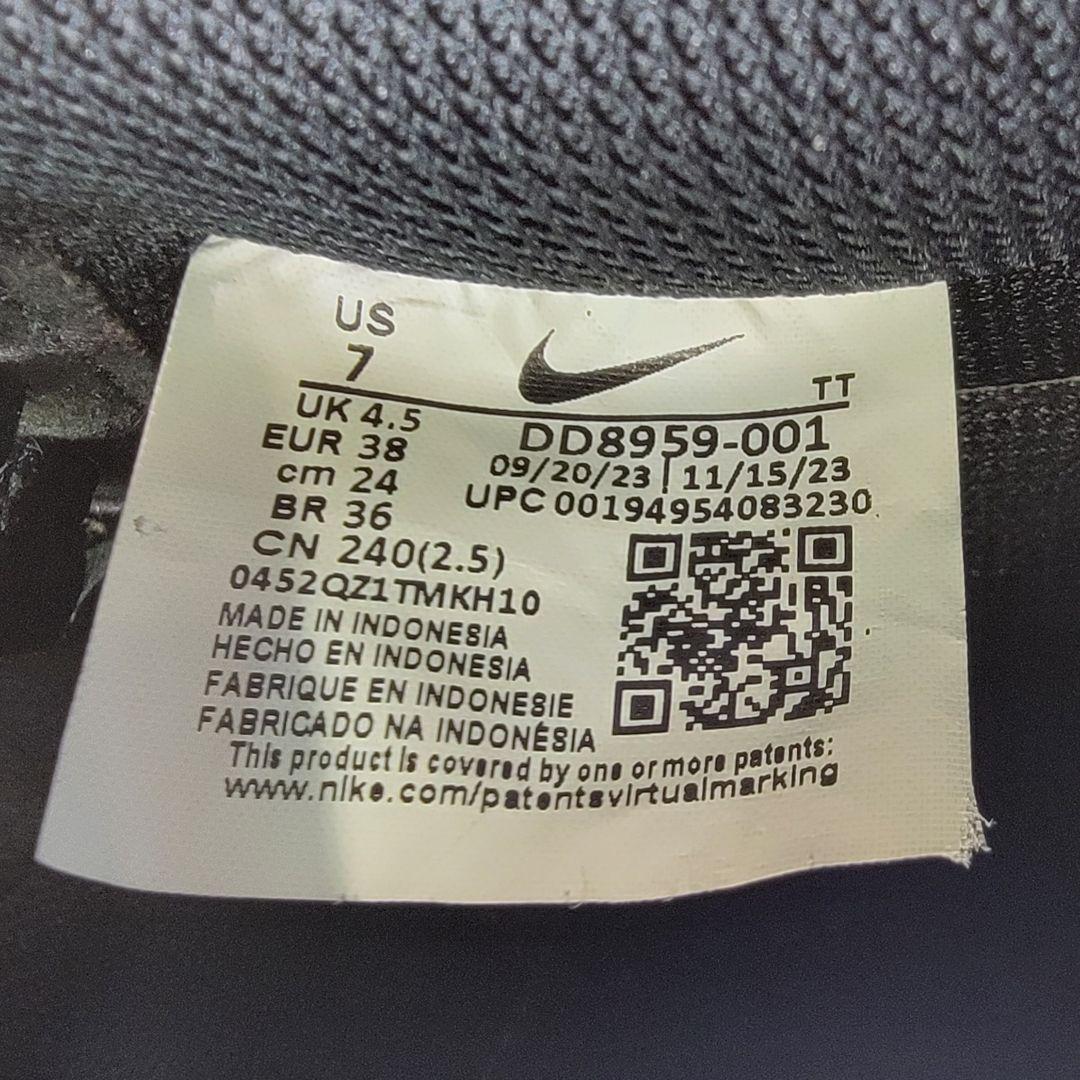 US
7
TT
UK 4.5
EUR 38
cm 24
BR 36
CN 240(2.5)
DD8959-001
09/20/23 | 11/15/23
UPC 00194954083230
0452QZ1TMKH10
MADE IN INDONESIA
HECHO EN INDONESIA
FABRIQUE EN INDONESIE
FABRICADO NA INDONÉSIA
This product is covered by one or more patents:
www.nike.com/patentsvirtualmarking